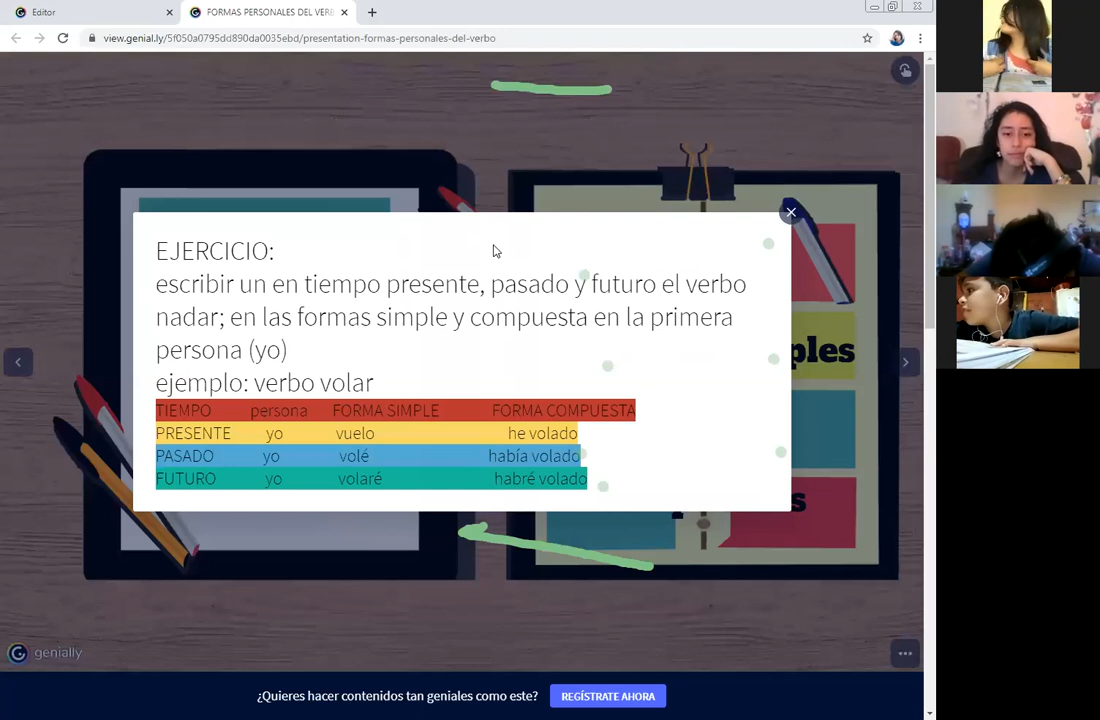 Editor
FORMAS PERSONALES DEL VERB
view.genial.ly/5f050a0795dd890da0035ebd/presentation-formas-personales-del-verbo
EJERCICIO:
escribir un en tiempo presente, pasado y futuro el verbo
nadar; en las formas simple y compuesta en la primera
persona (yo)
ejemplo: verbo volar
TIEMPO persona FORMA SIMPLE FORMA COMPUESTA
PRESENTE yo vuelo he volado
PASADO yo volé había volado
FUTURO yo volaré habré volado
ples
s
genially
¿Quieres hacer contenidos tan geniales como este? REGÍSTRATE AHORA